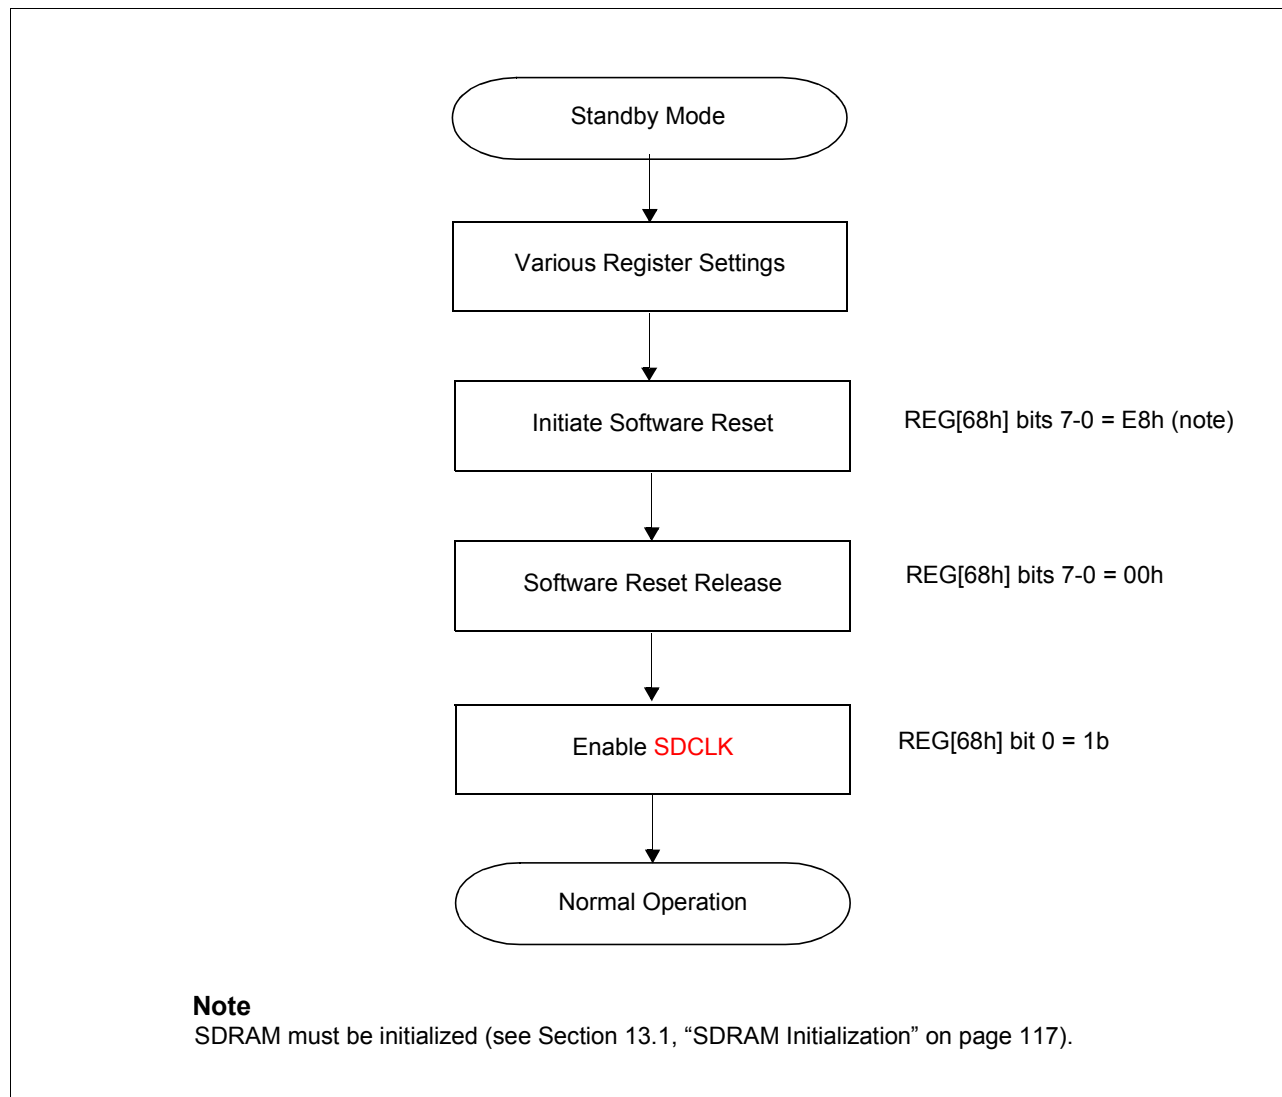 Standby Mode
Various Register Settings
Initiate Software Reset
REG[68h] bits 7-0 = E8h (note)
Software Reset Release
REG[68h] bits 7-0 = 00h
Enable SDCLK
REG[68h] bit 0 = 1b
Normal Operation
Note
SDRAM must be initialized (see Section 13.1, “SDRAM Initialization” on page 117).